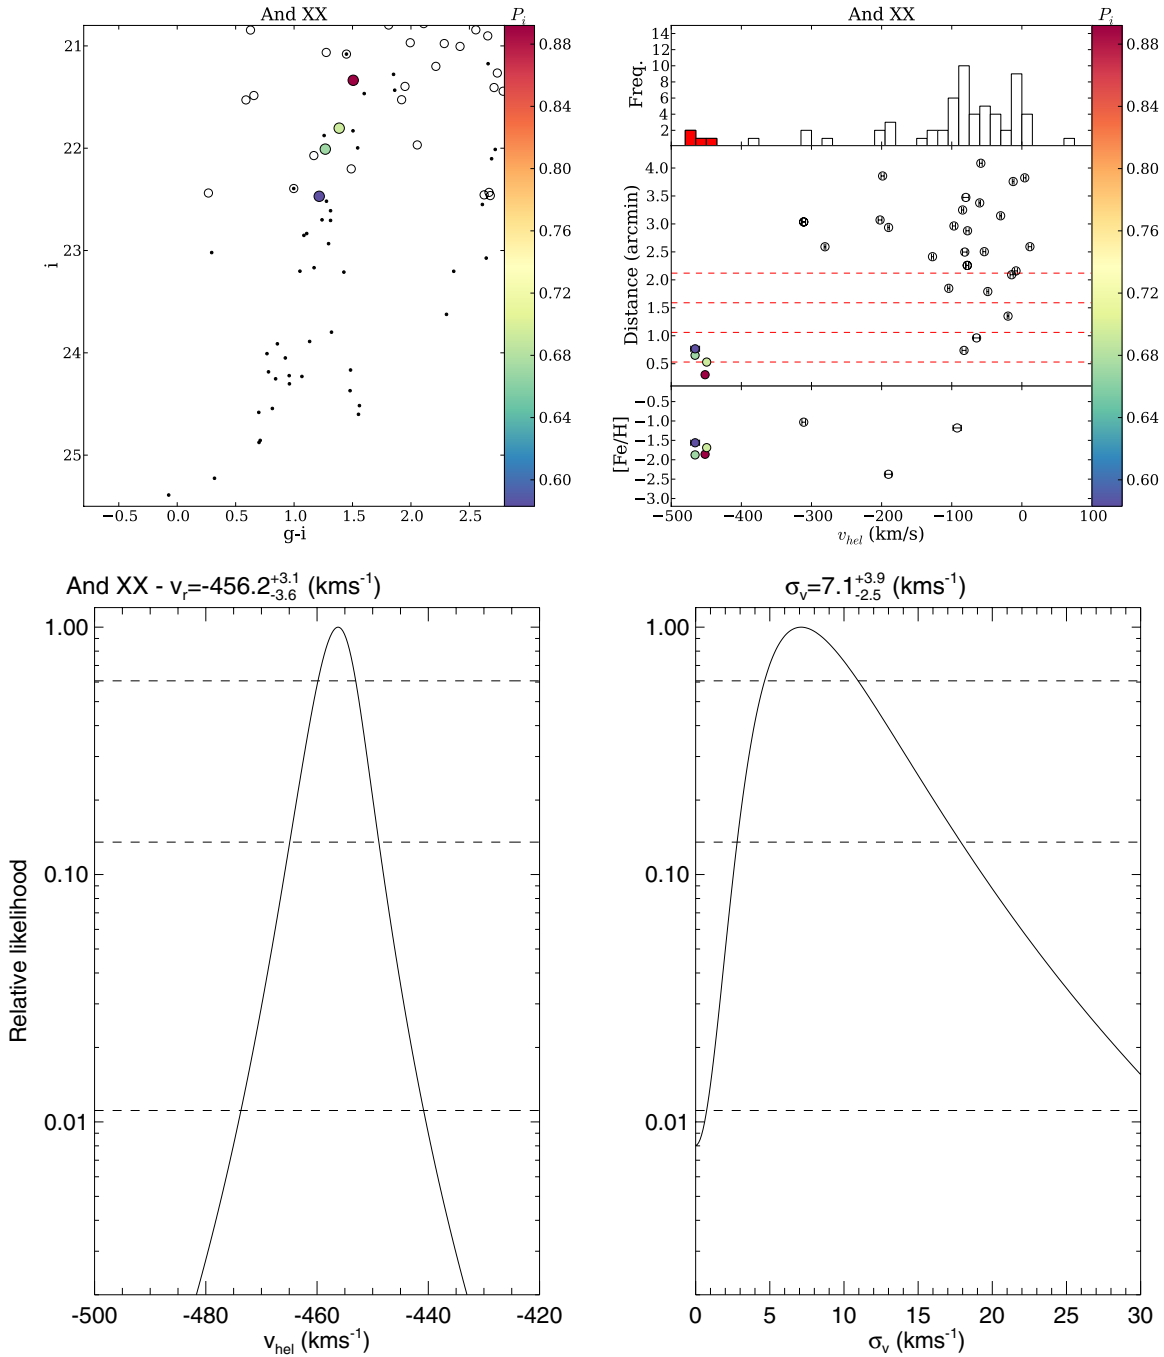 And XX
P_i
21
22
23
24
25
i
−0.5 0.0 0.5 1.0 1.5 2.0 2.5
g-i
0.88
0.84
0.80
0.76
0.72
0.68
0.64
0.60
And XX
P_i
14
12
10
8
6
4
2
Freq.
4.0
3.5
3.0
2.5
2.0
1.5
1.0
0.5
Distance (arcmin)
−0.5
−1.0
−1.5
−2.0
−2.5
−3.0
[Fe/H]
−500 −400 −300 −200 −100 0 100
v_hel (km/s)
0.88
0.84
0.80
0.76
0.72
0.68
0.64
0.60
And XX - v_r=-456.2 +3.1 -3.6 (kms⁻¹)
1.00
0.10
0.01
Relative likelihood
-500 -480 -460 -440 -420
v_hel (kms⁻¹)
σ_v=7.1 +3.9 -2.5 (kms⁻¹)
1.00
0.10
0.01
0 5 10 15 20 25 30
σ_v (kms⁻¹)